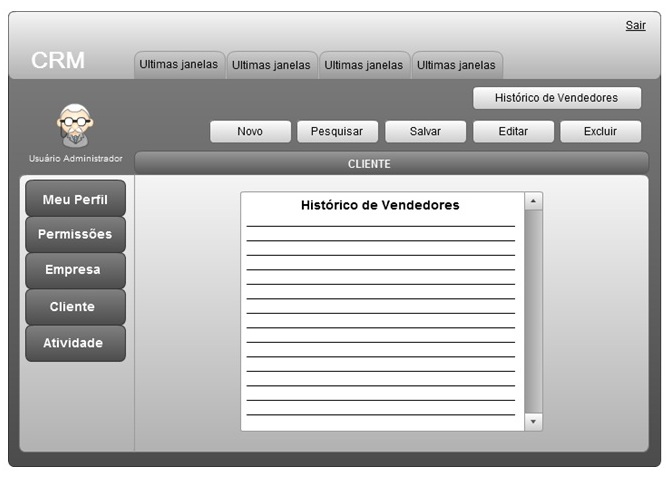 Sair
CRM
Ultimas janelas Ultimas janelas Ultimas janelas Ultimas janelas
Histórico de Vendedores
Novo Pesquisar Salvar Editar Excluir
Usuário Administrador
CLIENTE
Meu Perfil
Permissões
Empresa
Cliente
Atividade
Histórico de Vendedores